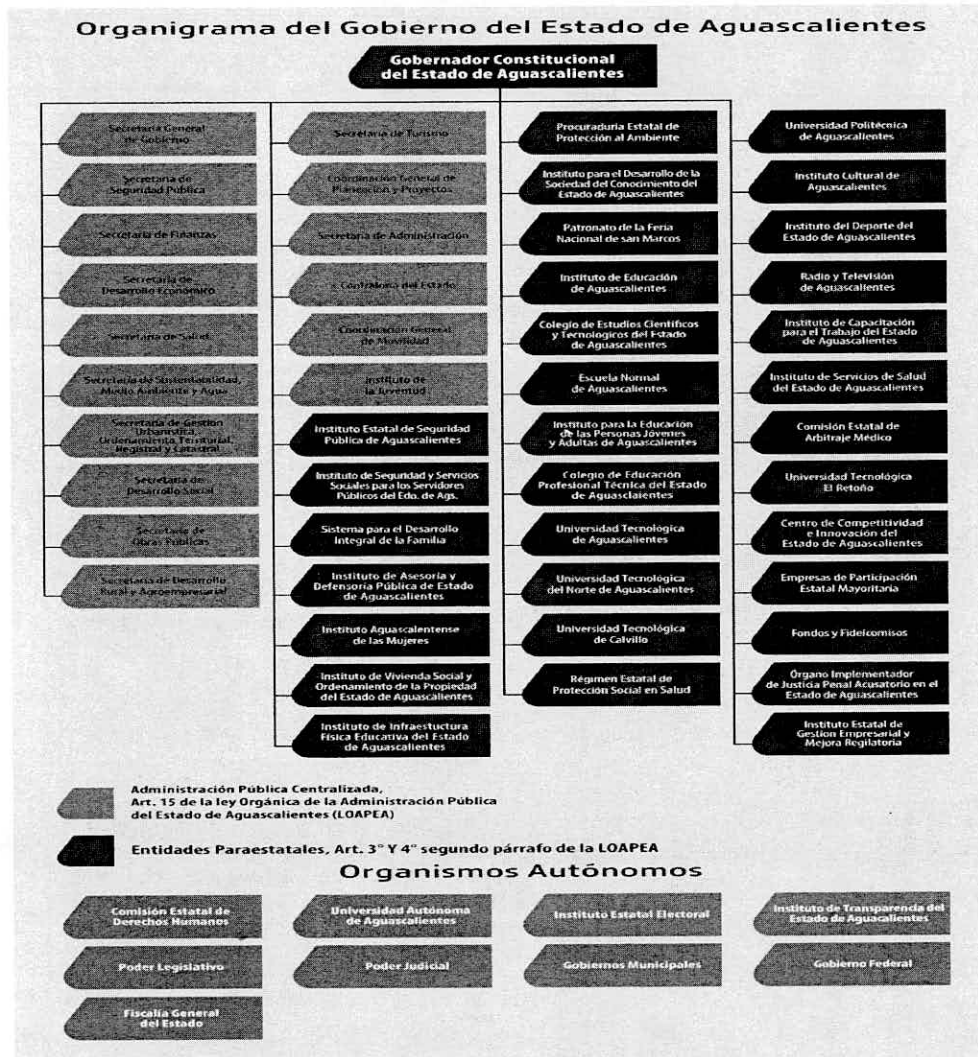 Organigrama del Gobierno del Estado de Aguascalientes
Gobernador Constitucional
del Estado de Aguascalientes
Secretaría General
de Gobierno
Secretaría de
Seguridad Pública
Secretaría de Finanzas
Secretaría de
Desarrollo Económico
Secretaría de Salud
Secretaría de Sustentabilidad,
Medio Ambiente y Agua
Secretaría de Gestión
Urbanística,
Ordenamiento Territorial,
Registral y Catastral
Secretaría de
Desarrollo Social
Secretaría de
Obras Públicas
Secretaría de Desarrollo
Rural y Agroempresarial
Secretaría de Turismo
Coordinación General de
Planeación y Proyectos
Secretaría de Administración
Contraloría del Estado
Coordinación General
de Movilidad
Instituto de
la Juventud
Instituto Estatal de Seguridad
Pública de Aguascalientes
Instituto de Seguridad y Servicios
Sociales para los Servidores
Públicos del Edo. de Ags.
Sistema para el Desarrollo
Integral de la Familia
Instituto de Asesoría y
Defensoría Pública de Estado
de Aguascalientes
Instituto Aguascalentense
de las Mujeres
Instituto de Vivienda Social y
Ordenamiento de la Propiedad
del Estado de Aguascalientes
Instituto de Infraestuctura
Física Educativa del Estado
de Aguascalientes
Procuraduría Estatal de
Protección al Ambiente
Instituto para el Desarrollo de la
Sociedad del Conocimiento del
Estado de Aguascalientes
Patronato de la Feria
Nacional de san Marcos
Instituto de Educación
de Aguascalientes
Colegio de Estudios Científicos
y Tecnológicos del Estado
de Aguascalientes
Escuela Normal
de Aguascalientes
Instituto para la Educación
de las Personas Jóvenes
y Adultas de Aguascalientes
Colegio de Educación
Profesional Técnica del Estado
de Aguasclaientes
Universidad Tecnológica
de Aguascalientes
Universidad Tecnológica
del Norte de Aguascalientes
Universidad Tecnológica
de Calvillo
Régimen Estatal de
Protección Social en Salud
Universidad Politécnica
de Aguascalientes
Instituto Cultural de
Aguascalientes
Instituto del Deporte del
Estado de Aguascalientes
Radio y Televisión
de Aguascalientes
Instituto de Capacitación
para el Trabajo del Estado
de Aguascalientes
Instituto de Servicios de Salud
del Estado de Aguascalientes
Comisión Estatal de
Arbitraje Médico
Universidad Tecnológica
El Retoño
Centro de Competitividad
e Innovación del
Estado de Aguascalientes
Empresas de Participación
Estatal Mayoritaria
Fondos y Fideicomisos
Órgano Implementador
de Justicia Penal Acusatorio en el
Estado de Aguascalientes
Instituto Estatal de
Gestion Empresarial y
Mejora Regilatoria
Administración Pública Centralizada,
Art. 15 de la ley Orgánica de la Administración Pública
del Estado de Aguascalientes (LOAPEA)
Entidades Paraestatales, Art. 3° Y 4° segundo párrafo de la LOAPEA
Organismos Autónomos
Comisión Estatal de
Derechos Humanos
Universidad Autónoma
de Aguascalientes
Instituto Estatal Electoral
Instituto de Transparencia del
Estado de Aguacalientes
Poder Legislativo
Poder Judicial
Gobiernos Municipales
Gobierno Federal
Fiscalía General
del Estado